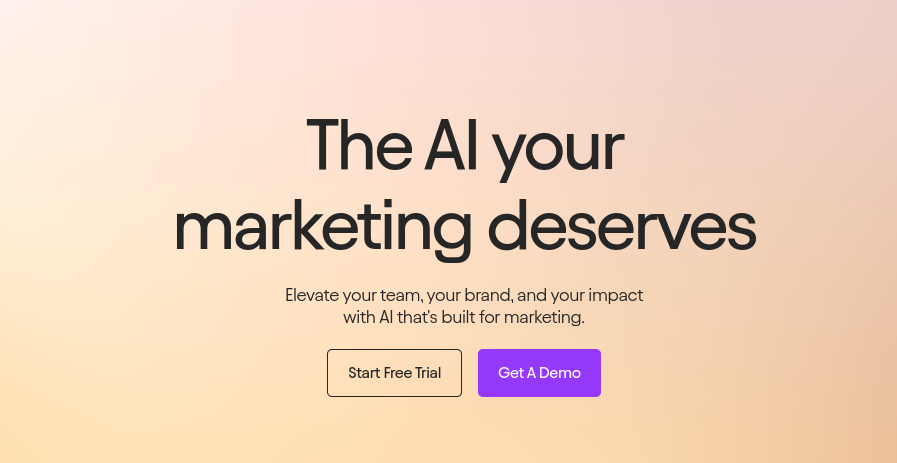 The AI your
marketing deserves
Elevate your team, your brand, and your impact
with AI that's built for marketing.
Start Free Trial
Get A Demo